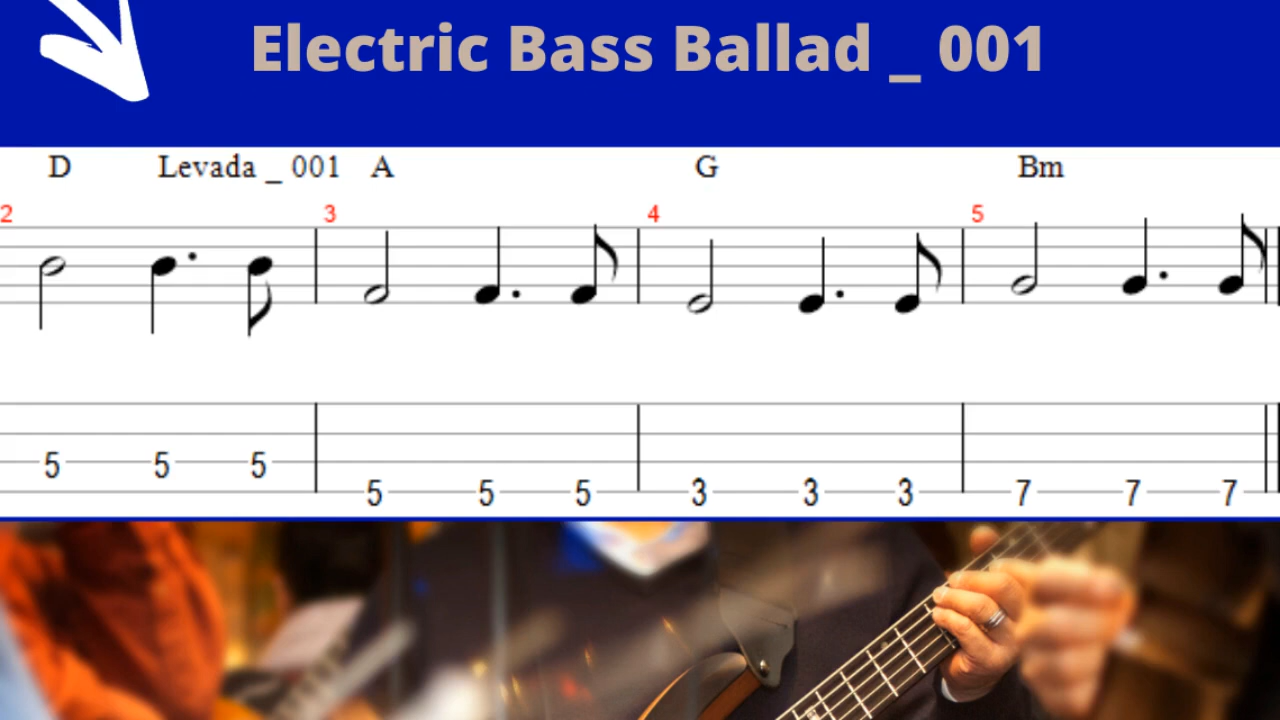 Electric Bass Ballad _ 001
D Levada _ 001 A G Bm
2 3 4 5
5 5 5
5 5 5 3 3 3 7 7 7